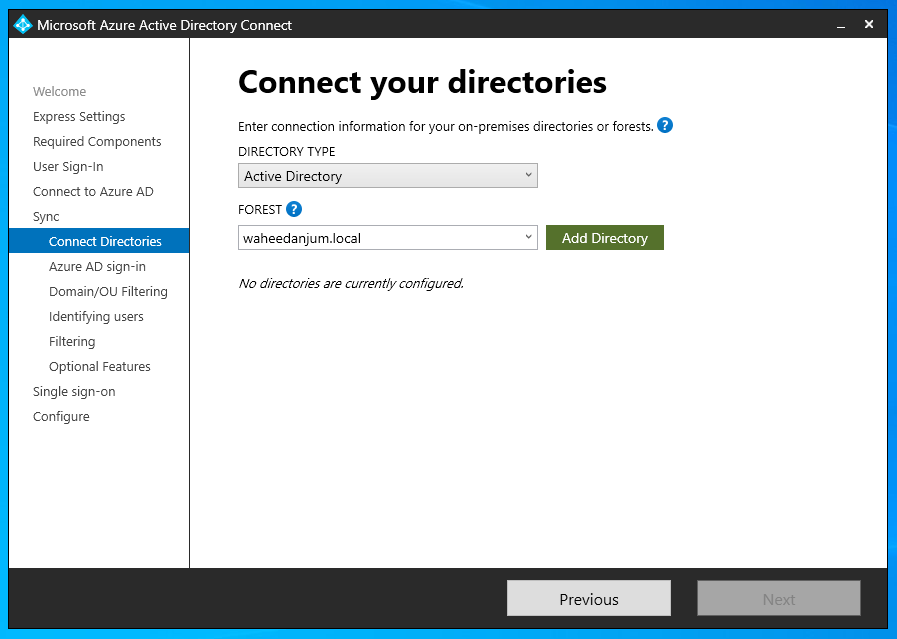 Microsoft Azure Active Directory Connect
Welcome
Express Settings
Required Components
User Sign-In
Connect to Azure AD
Sync
Connect Directories
Azure AD sign-in
Domain/OU Filtering
Identifying users
Filtering
Optional Features
Single sign-on
Configure
Connect your directories
Enter connection information for your on-premises directories or forests. ?
DIRECTORY TYPE
Active Directory
FOREST ?
waheedanjum.local
Add Directory
No directories are currently configured.
Previous
Next